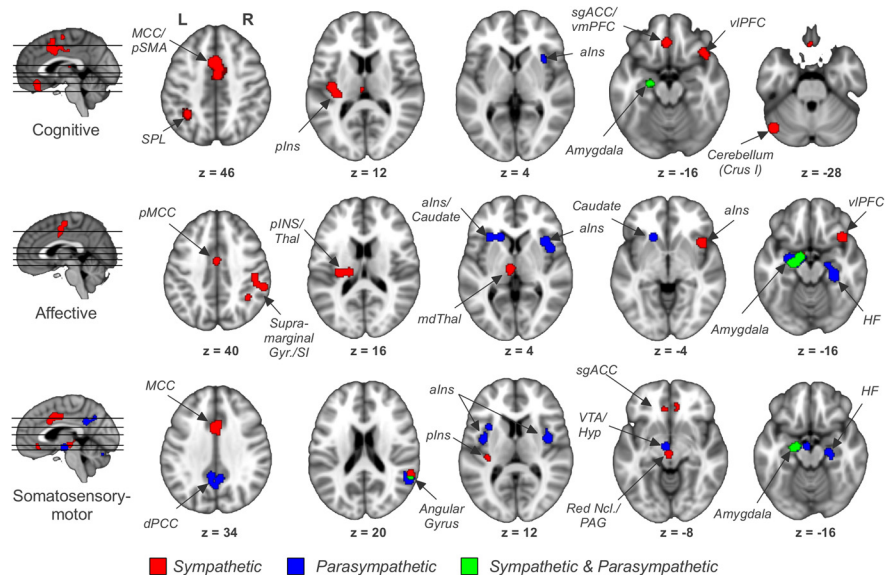 L R
MCC/
pSMA
SPL
z = 46
pIns
z = 12
aIns
z = 4
sgACC/
vmPFC
vlPFC
Amygdala
z = -16
Cerebellum
(Crus I)
z = -28
Cognitive
pMCC
Supra-
marginal
Gyr./SI
z = 40
pINS/
Thal
z = 16
aIns/
Caudate
aIns
mdThal
z = 4
Caudate
aIns
z = -4
vlPFC
Amygdala
HF
z = -16
Affective
MCC
dPCC
z = 34
Angular
Gyrus
z = 20
aIns
pIns
z = 12
sgACC
VTA/
Hyp
Red Ncl./
PAG
z = -8
HF
Amygdala
z = -16
Somatosensory-
motor
Sympathetic
Parasympathetic
Sympathetic & Parasympathetic